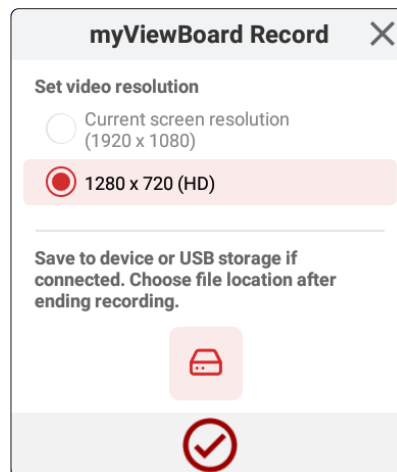 myViewBoard Record
Set video resolution
Current screen resolution
(1920 x 1080)
1280 x 720 (HD)
Save to device or USB storage if
connected. Choose file location after
ending recording.